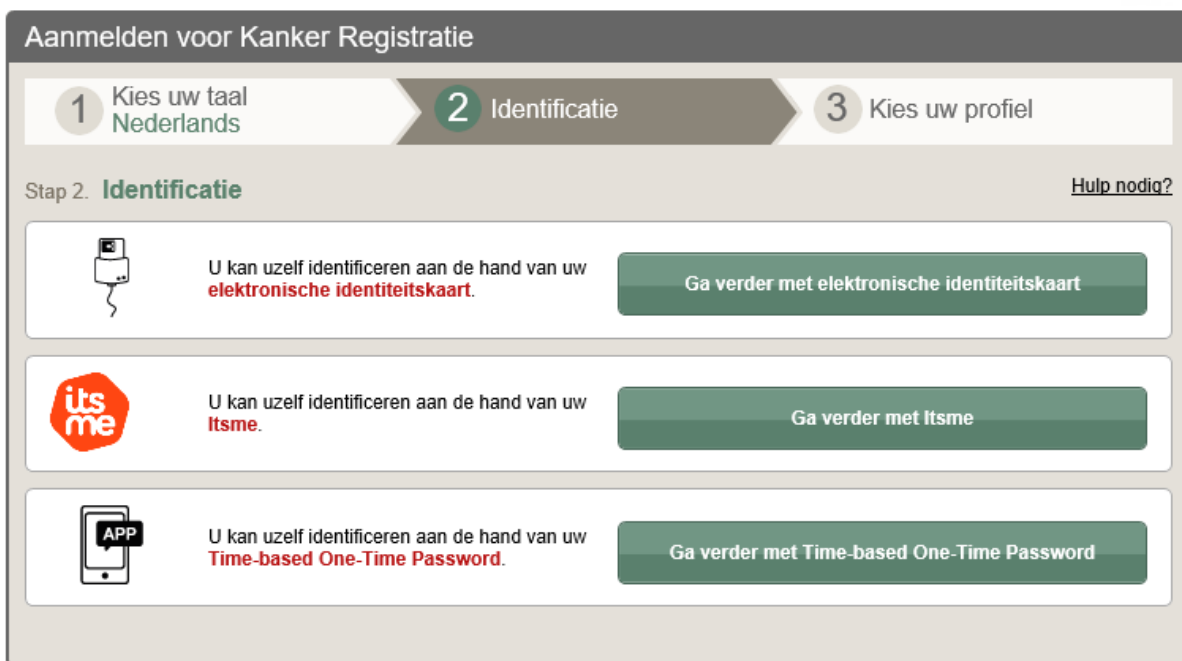 Aanmelden voor Kanker Registratie
1 Kies uw taal
Nederlands
2 Identificatie
3 Kies uw profiel
Stap 2. Identificatie
Hulp nodig?
U kan uzelf identificeren aan de hand van uw
elektronische identiteitskaart.
Ga verder met elektronische identiteitskaart
its
me
U kan uzelf identificeren aan de hand van uw
Itsme.
Ga verder met Itsme
APP
U kan uzelf identificeren aan de hand van uw
Time-based One-Time Password.
Ga verder met Time-based One-Time Password